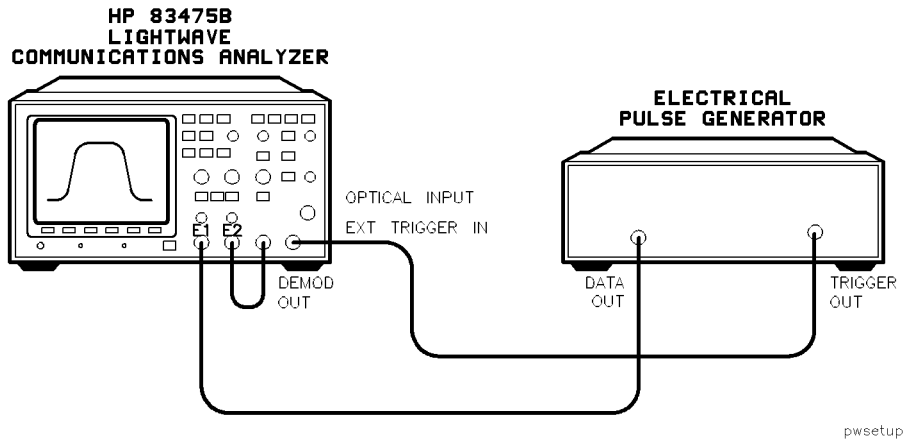 HP 83475B
LIGHTWAVE
COMMUNICATIONS ANALYZER
ELECTRICAL
PULSE GENERATOR
OPTICAL INPUT
EXT TRIGGER IN
E1 E2
DEMOD
OUT
DATA
OUT
TRIGGER
OUT
pwsetup